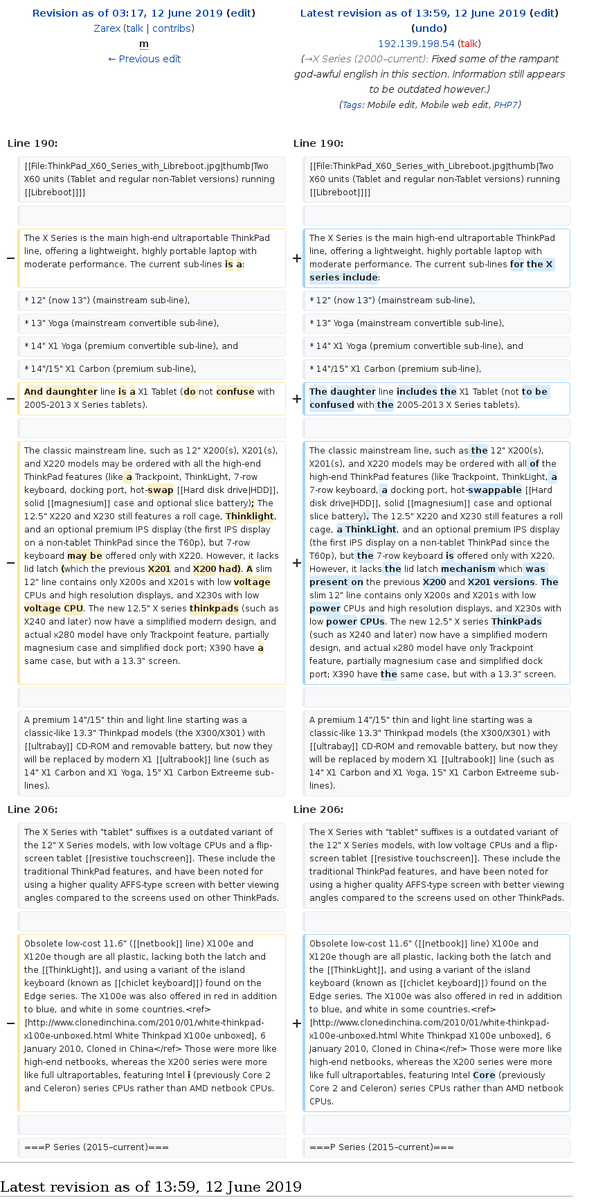 Revision as of 03:17, 12 June 2019 (edit)
Zarex (talk | contribs)
m
← Previous edit
Latest revision as of 13:59, 12 June 2019 (edit)
(undo)
192.139.198.54 (talk)
(→X Series (2000–current): Fixed some of the rampant
god-awful english in this section. Information still appears
to be outdated however.)
(Tags: Mobile edit, Mobile web edit, PHP7)
Line 190:
Line 190:
[[File:ThinkPad_X60_Series_with_Libreboot.jpg|thumb|Two
X60 units (Tablet and regular non-Tablet versions) running
[[Libreboot]]]]
[[File:ThinkPad_X60_Series_with_Libreboot.jpg|thumb|Two
X60 units (Tablet and regular non-Tablet versions) running
[[Libreboot]]]]
−
The X Series is the main high-end ultraportable ThinkPad
line, offering a lightweight, highly portable laptop with
moderate performance. The current sub-lines is a:
+
The X Series is the main high-end ultraportable ThinkPad
line, offering a lightweight, highly portable laptop with
moderate performance. The current sub-lines for the X
series include:
* 12" (now 13") (mainstream sub-line),
* 12" (now 13") (mainstream sub-line),
* 13" Yoga (mainstream convertible sub-line),
* 13" Yoga (mainstream convertible sub-line),
* 14" X1 Yoga (premium convertible sub-line), and
* 14" X1 Yoga (premium convertible sub-line), and
* 14"/15" X1 Carbon (premium sub-line),
* 14"/15" X1 Carbon (premium sub-line),
−
And daunghter line is a X1 Tablet (do not confuse with
2005-2013 X Series tablets).
+
The daughter line includes the X1 Tablet (not to be
confused with the 2005-2013 X Series tablets).
−
The classic mainstream line, such as 12" X200(s), X201(s),
and X220 models may be ordered with all the high-end
ThinkPad features (like a Trackpoint, ThinkLight, 7-row
keyboard, docking port, hot-swap [[Hard disk drive|HDD]],
solid [[magnesium]] case and optional slice battery); The
12.5" X220 and X230 still features a roll cage, Thinklight,
and an optional premium IPS display (the first IPS display
on a non-tablet ThinkPad since the T60p), but 7-row
keyboard may be offered only with X220. However, it lacks
lid latch (which the previous X201 and X200 had). A slim
12" line contains only X200s and X201s with low voltage
CPUs and high resolution displays, and X230s with low
voltage CPU. The new 12.5" X series thinkpads (such as
X240 and later) now have a simplified modern design, and
actual x280 model have only Trackpoint feature, partially
magnesium case and simplified dock port; X390 have a
same case, but with a 13.3" screen.
+
The classic mainstream line, such as the 12" X200(s),
X201(s), and X220 models may be ordered with all of the
high-end ThinkPad features (like Trackpoint, ThinkLight, a
7-row keyboard, a docking port, hot-swappable [[Hard disk
drive|HDD]], solid [[magnesium]] case and optional slice
battery). The 12.5" X220 and X230 still features a roll
cage, a ThinkLight, and an optional premium IPS display
(the first IPS display on a non-tablet ThinkPad since the
T60p), but the 7-row keyboard is offered only with X220.
However, it lacks the lid latch mechanism which was
present on the previous X200 and X201 versions. The
slim 12" line contains only X200s and X201s with low
power CPUs and high resolution displays, and X230s with
low power CPUs. The new 12.5" X series ThinkPads
(such as X240 and later) now have a simplified modern
design, and actual x280 model have only Trackpoint
feature, partially magnesium case and simplified dock
port; X390 have the same case, but with a 13.3" screen.
A premium 14"/15" thin and light line starting was a
classic-like 13.3" Thinkpad models (the X300/X301) with
[[ultrabay]] CD-ROM and removable battery, but now they
will be replaced by modern X1 [[ultrabook]] line (such as
14" X1 Carbon and X1 Yoga, 15" X1 Carbon Extreeme sub-
lines).
A premium 14"/15" thin and light line starting was a
classic-like 13.3" Thinkpad models (the X300/X301) with
[[ultrabay]] CD-ROM and removable battery, but now they
will be replaced by modern X1 [[ultrabook]] line (such as
14" X1 Carbon and X1 Yoga, 15" X1 Carbon Extreeme sub-
lines).
Line 206:
Line 206:
The X Series with "tablet" suffixes is a outdated variant of
the 12" X Series models, with low voltage CPUs and a flip-
screen tablet [[resistive touchscreen]]. These include the
traditional ThinkPad features, and have been noted for
using a higher quality AFFS-type screen with better viewing
angles compared to the screens used on other ThinkPads.
The X Series with "tablet" suffixes is a outdated variant of
the 12" X Series models, with low voltage CPUs and a flip-
screen tablet [[resistive touchscreen]]. These include the
traditional ThinkPad features, and have been noted for
using a higher quality AFFS-type screen with better viewing
angles compared to the screens used on other ThinkPads.
−
Obsolete low-cost 11.6" ([[netbook]] line) X100e and
X120e though are all plastic, lacking both the latch and
the [[ThinkLight]], and using a variant of the island
keyboard (known as [[chiclet keyboard]]) found on the
Edge series. The X100e was also offered in red in addition
to blue, and white in some countries.<ref>
[http://www.clonedinchina.com/2010/01/white-thinkpad-
x100e-unboxed.html White Thinkpad X100e unboxed], 6
January 2010, Cloned in China</ref> Those were more like
high-end netbooks, whereas the X200 series were more
like full ultraportables, featuring Intel i (previously Core 2
and Celeron) series CPUs rather than AMD netbook CPUs.
+
Obsolete low-cost 11.6" ([[netbook]] line) X100e and
X120e though are all plastic, lacking both the latch and
the [[ThinkLight]], and using a variant of the island
keyboard (known as [[chiclet keyboard]]) found on the
Edge series. The X100e was also offered in red in addition
to blue, and white in some countries.<ref>
[http://www.clonedinchina.com/2010/01/white-thinkpad-
x100e-unboxed.html White Thinkpad X100e unboxed], 6
January 2010, Cloned in China</ref> Those were more like
high-end netbooks, whereas the X200 series were more
like full ultraportables, featuring Intel Core (previously
Core 2 and Celeron) series CPUs rather than AMD netbook
CPUs.
===P Series (2015–current)===
===P Series (2015–current)===
Latest revision as of 13:59, 12 June 2019